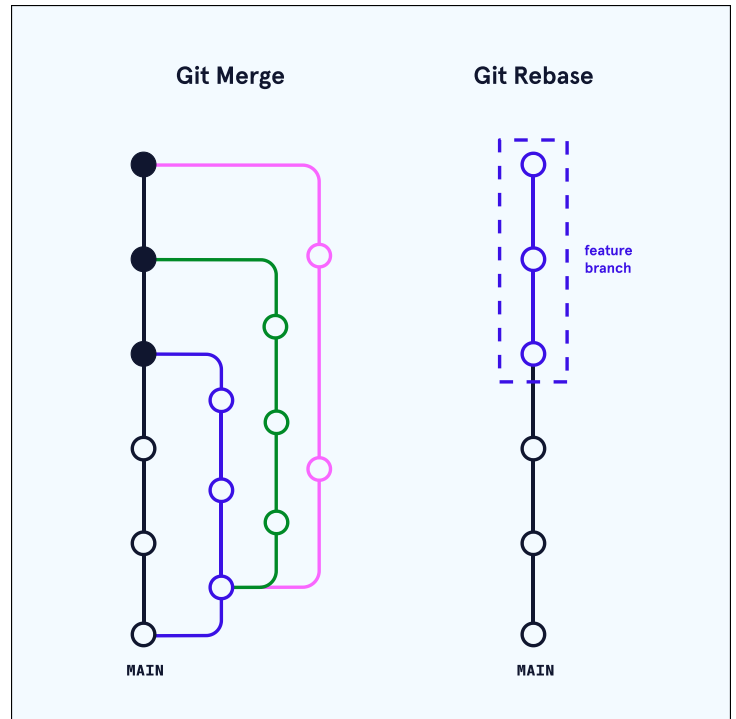 Git Merge
Git Rebase
feature
branch
MAIN
MAIN